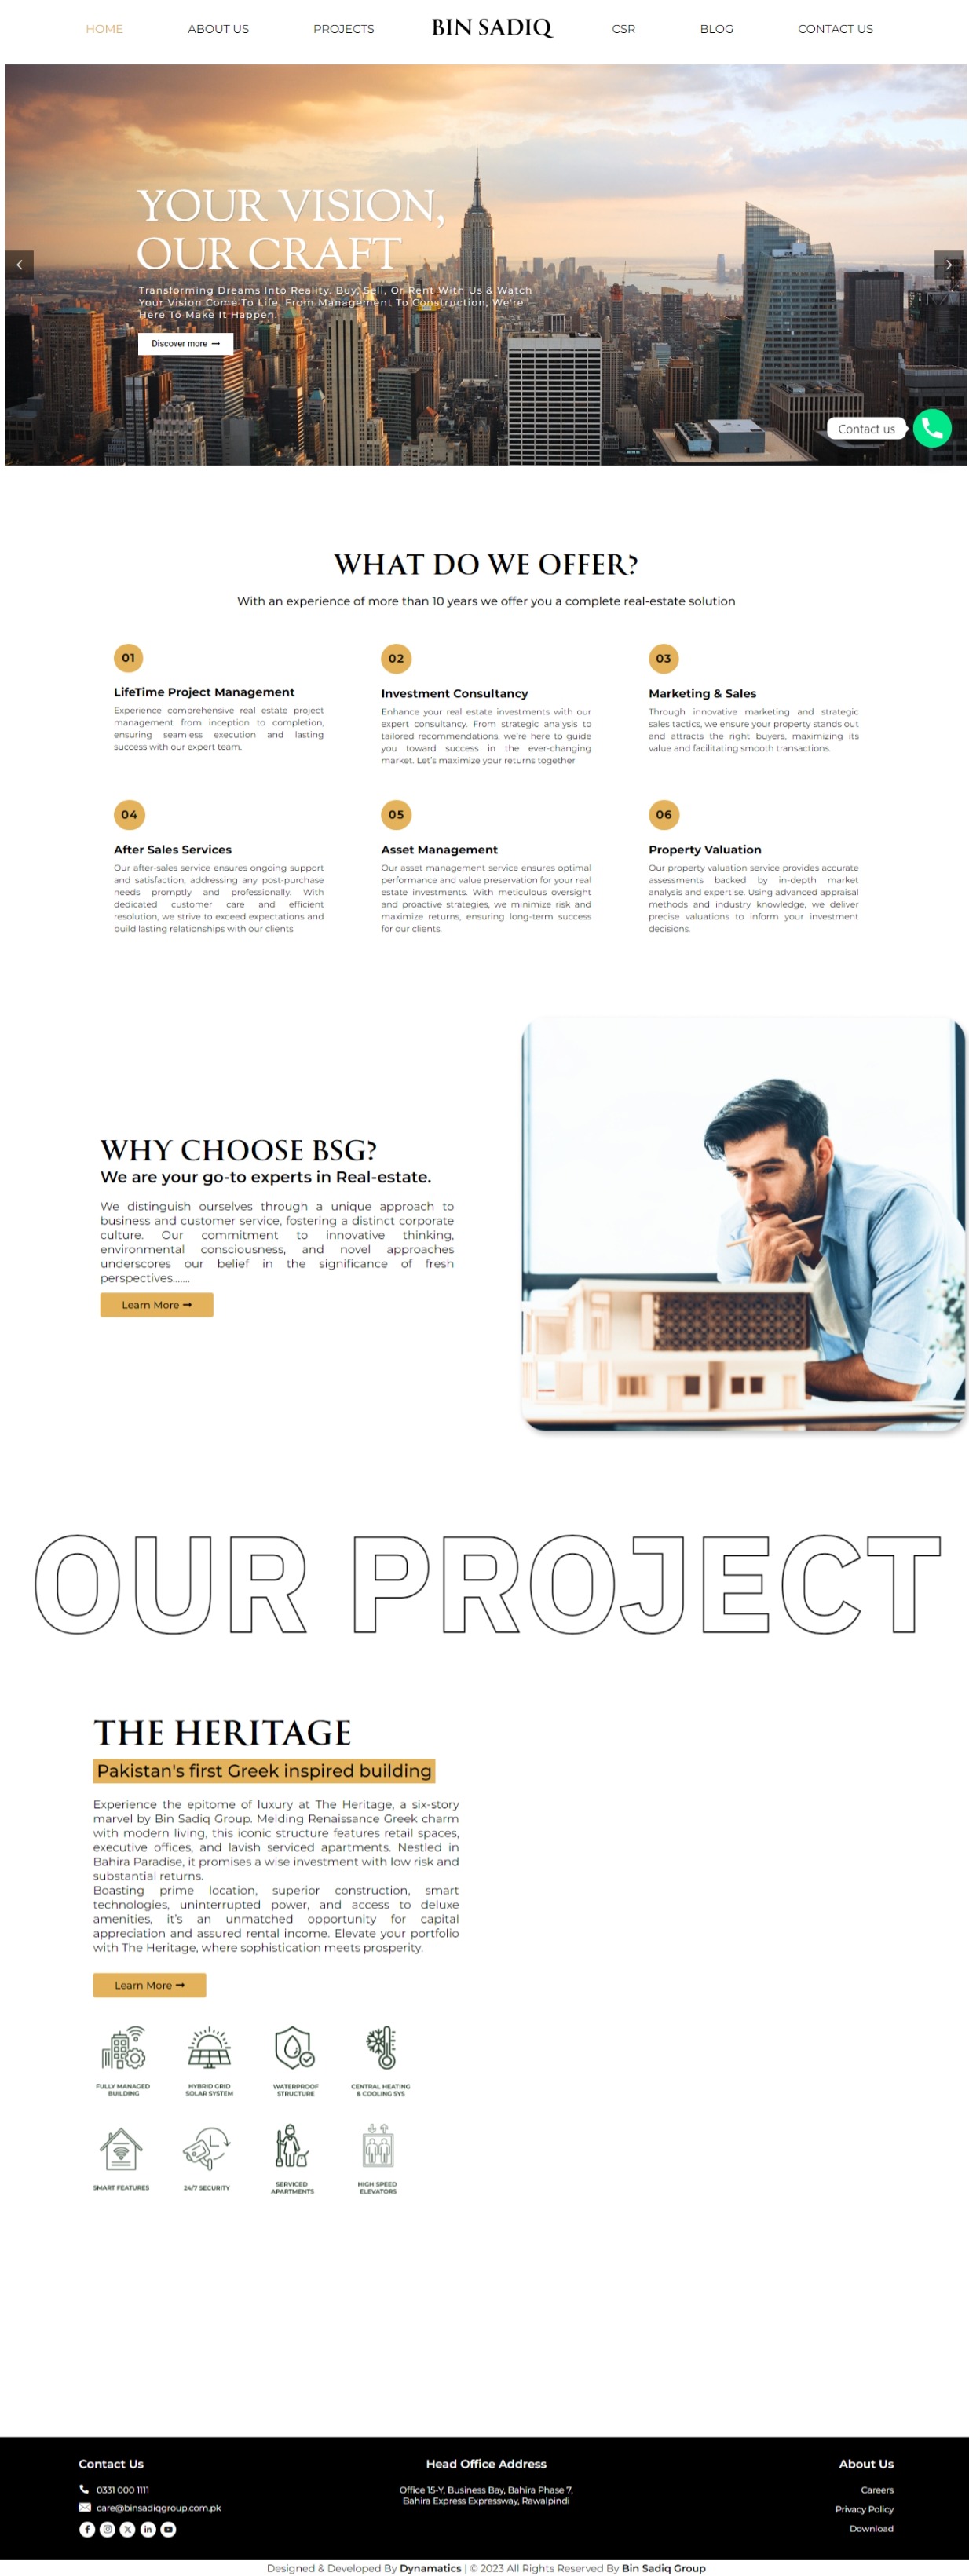 HOME
ABOUT US
PROJECTS
BIN SADIQ
CSR
BLOG
CONTACT US
YOUR VISION,
OUR CRAFT
Transforming Dreams Into Reality. Buy, Sell, Or Rent With Us & Watch
Your Vision Come To Life. From Management To Construction, We're
Here To Make It Happen.
Discover more →
Contact us
WHAT DO WE OFFER?
With an experience of more than 10 years we offer you a complete real-estate solution
01
LifeTime Project Management
Experience comprehensive real estate project
management from inception to completion,
ensuring seamless execution and lasting
success with our expert team.
02
Investment Consultancy
Enhance your real estate investments with our
expert consultancy. From strategic analysis to
tailored recommendations, we're here to guide
you toward success in the ever-changing
market. Let's maximize your returns together
03
Marketing & Sales
Through innovative marketing and strategic
sales tactics, we ensure your property stands out
and attracts the right buyers, maximizing its
value and facilitating smooth transactions.
04
After Sales Services
Our after-sales service ensures ongoing support
and satisfaction, addressing any post-purchase
needs promptly and professionally. With
dedicated customer care and efficient
resolution, we strive to exceed expectations and
build lasting relationships with our clients
05
Asset Management
Our asset management service ensures optimal
performance and value preservation for your real
estate investments. With meticulous oversight
and proactive strategies, we minimize risk and
maximize returns, ensuring long-term success
for our clients.
06
Property Valuation
Our property valuation service provides accurate
assessments backed by in-depth market
analysis and expertise. Using advanced appraisal
methods and industry knowledge, we deliver
precise valuations to inform your investment
decisions.
WHY CHOOSE BSG?
We are your go-to experts in Real-estate.
We distinguish ourselves through a unique approach to
business and customer service, fostering a distinct corporate
culture. Our commitment to innovative thinking,
environmental consciousness, and novel approaches
underscores our belief in the significance of fresh
perspectives.......
Learn More →
OUR PROJECT
THE HERITAGE
Pakistan's first Greek inspired building
Experience the epitome of luxury at The Heritage, a six-story
marvel by Bin Sadiq Group. Melding Renaissance Greek charm
with modern living, this iconic structure features retail spaces,
executive offices, and lavish serviced apartments. Nestled in
Bahira Paradise, it promises a wise investment with low risk and
substantial returns.
Boasting prime location, superior construction, smart
technologies, uninterrupted power, and access to deluxe
amenities, it's an unmatched opportunity for capital
appreciation and assured rental income. Elevate your portfolio
with The Heritage, where sophistication meets prosperity.
Learn More →
FULLY MANAGED
BUILDING
HYBRID GRID
SOLAR SYSTEM
WATERPROOF
STRUCTURE
CENTRAL HEATING
& COOLING SYS
SMART FEATURES
24/7 SECURITY
SERVICED
APARTMENTS
HIGH SPEED
ELEVATORS
Contact Us
0331 000 1111
care@binsadiqgroup.com.pk
Head Office Address
Office 15-Y, Business Bay, Bahira Phase 7,
Bahira Express Expressway, Rawalpindi
About Us
Careers
Privacy Policy
Download
Designed & Developed By Dynamatics | © 2023 All Rights Reserved By Bin Sadiq Group